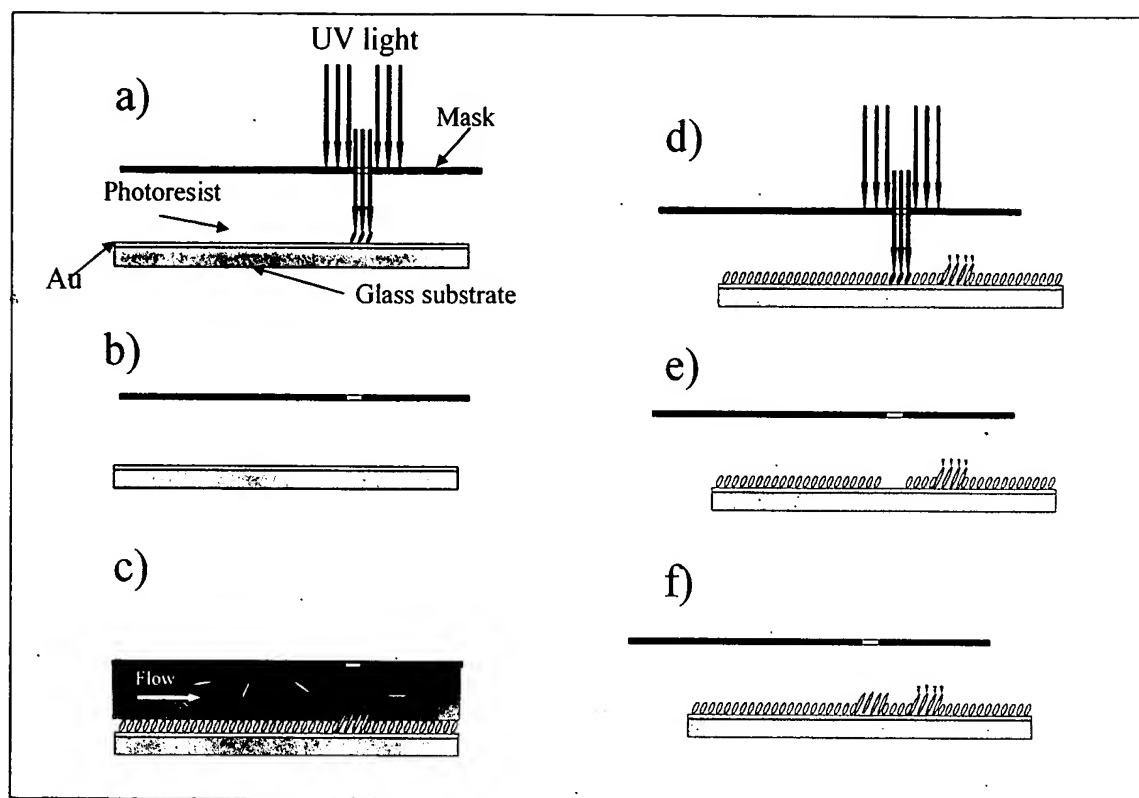 UV light
a)
Mask
Photoresist
Au
Glass substrate
b)
c)
Flow
d)
e)
f)